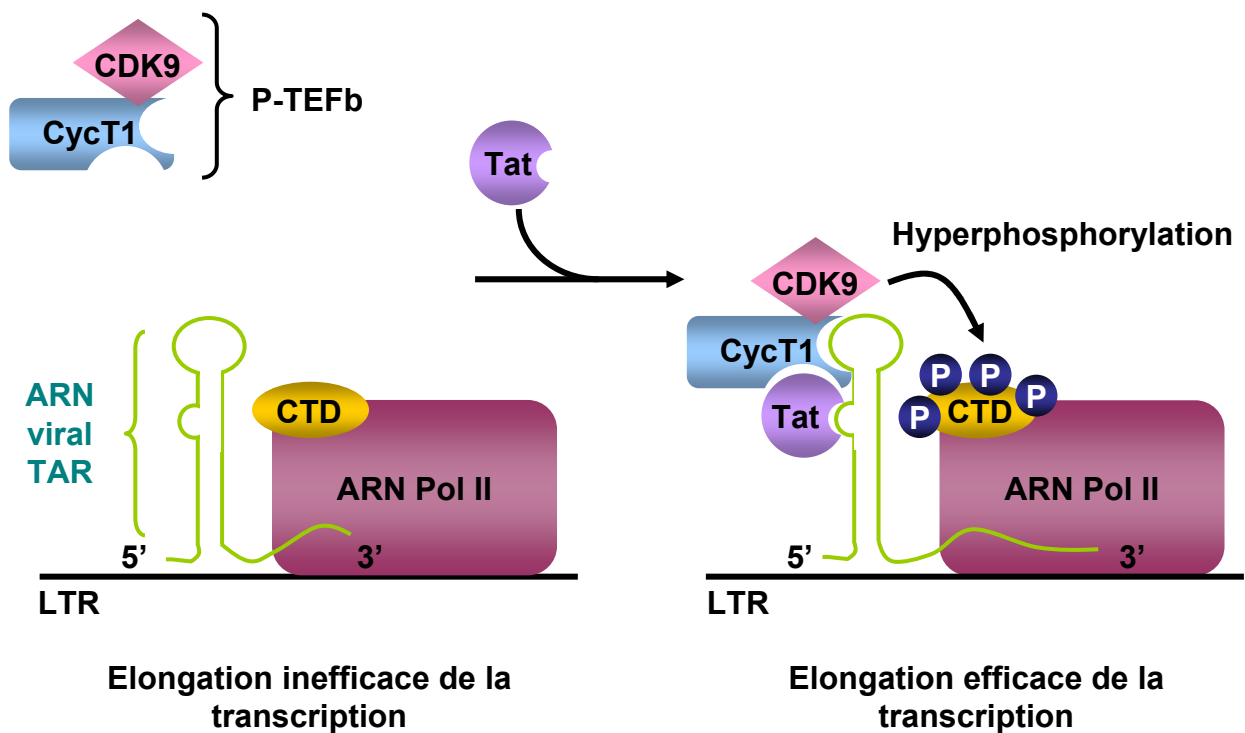 CDK9
P-TEFb
CycT1
Tat
Hyperphosphorylation
CDK9
CycT1
P
P
P
P
ARN
viral
TAR
CTD
Tat
CTD
ARN Pol II
ARN Pol II
5’
3’
5’
3’
LTR
LTR
Elongation inefficace de la
transcription
Elongation efficace de la
transcription